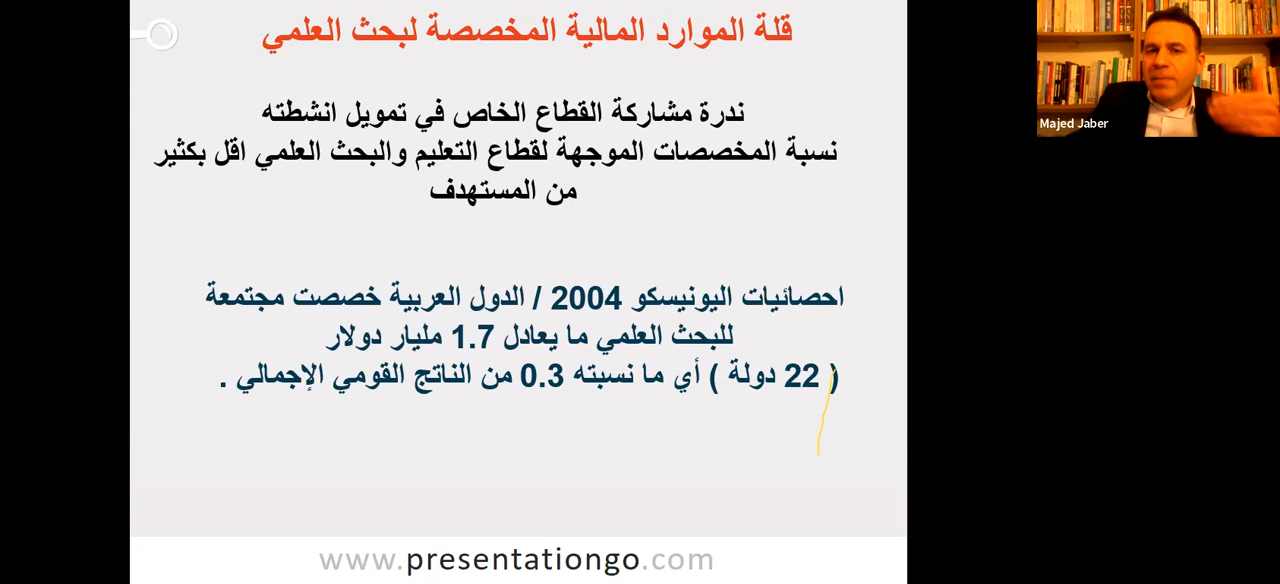 قلة الموارد المالية المخصصة لبحث العلمي
ندرة مشاركة القطاع الخاص في تمويل انشطته
نسبة المخصصات الموجهة لقطاع التعليم والبحث العلمي اقل بكثير
من المستهدف
احصائيات اليونيسكو 2004 / الدول العربية خصصت مجتمعة
للبحث العلمي ما يعادل 1.7 مليار دولار
( 22 دولة ) أي ما نسبته 0.3 من الناتج القومي الإجمالي .
www.presentationgo.com
Majed Jaber